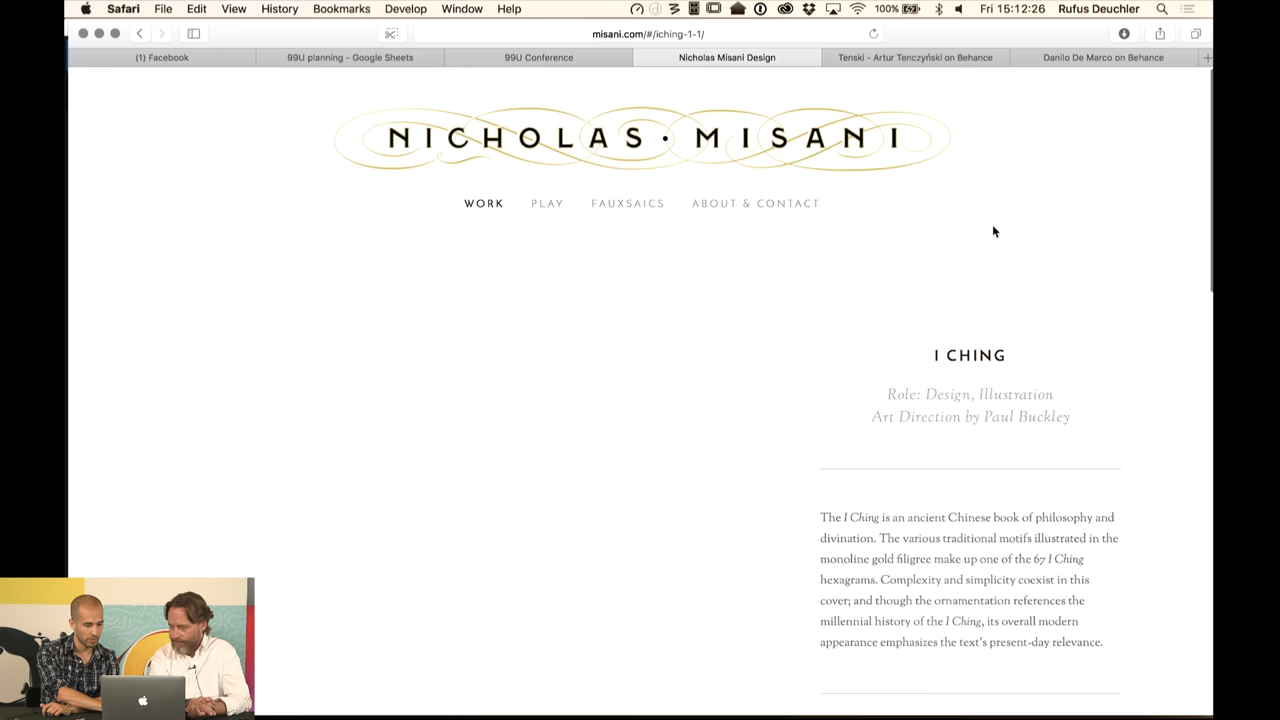 Safari File Edit View History Bookmarks Develop Window Help 100% Fri 15:12:26 Rufus Deuchler
misani.com/#/iching-1-1/
(1) Facebook 99U planning - Google Sheets 99U Conference Nicholas Misani Design Tenski - Artur Tenczyński on Behance Danilo De Marco on Behance
NICHOLAS · MISANI
WORK PLAY FAUXSAICS ABOUT & CONTACT
I CHING
Role: Design, Illustration
Art Direction by Paul Buckley
The I Ching is an ancient Chinese book of philosophy and
divination. The various traditional motifs illustrated in the
monoline gold filigree make up one of the 67 I Ching
hexagrams. Complexity and simplicity coexist in this
cover; and though the ornamentation references the
millennial history of the I Ching, its overall modern
appearance emphasizes the text's present-day relevance.